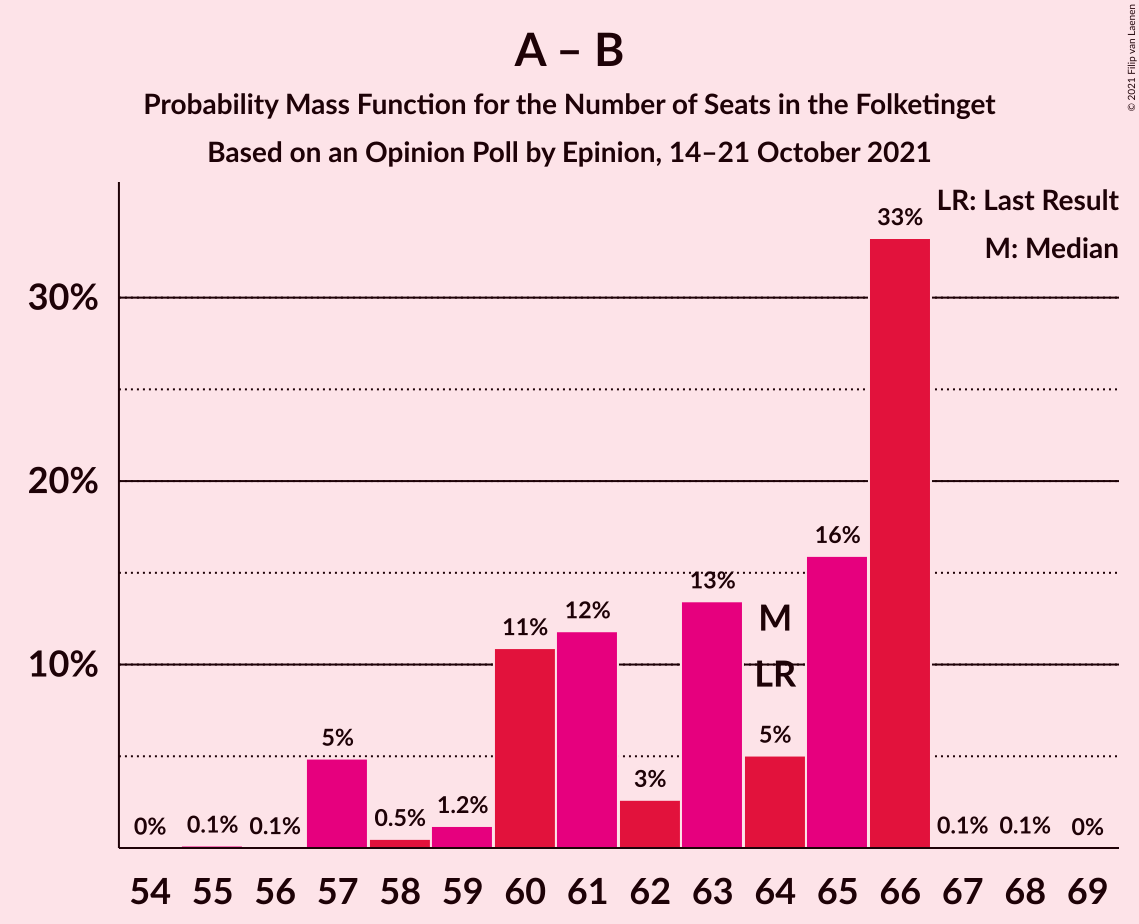 A – B
Probability Mass Function for the Number of Seats in the Folketinget
Based on an Opinion Poll by Epinion, 14–21 October 2021
© 2021 Filip van Laenen
LR: Last Result
M: Median
30%
20%
10%
0%
0.1%
0.1%
5%
0.5%
1.2%
11%
12%
3%
13%
M
LR
5%
16%
33%
0.1%
0.1%
0%
54 55 56 57 58 59 60 61 62 63 64 65 66 67 68 69